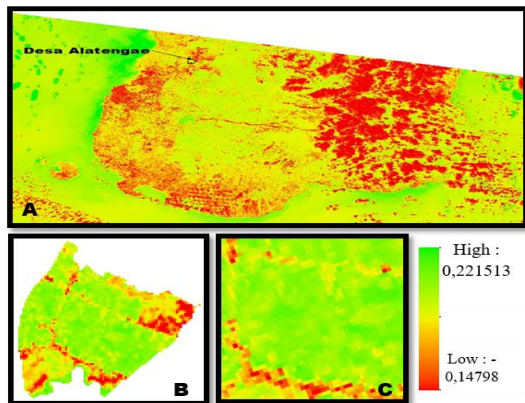 Desa Alatengae
A
B
C
High :
0,221513
Low : -
0,14798